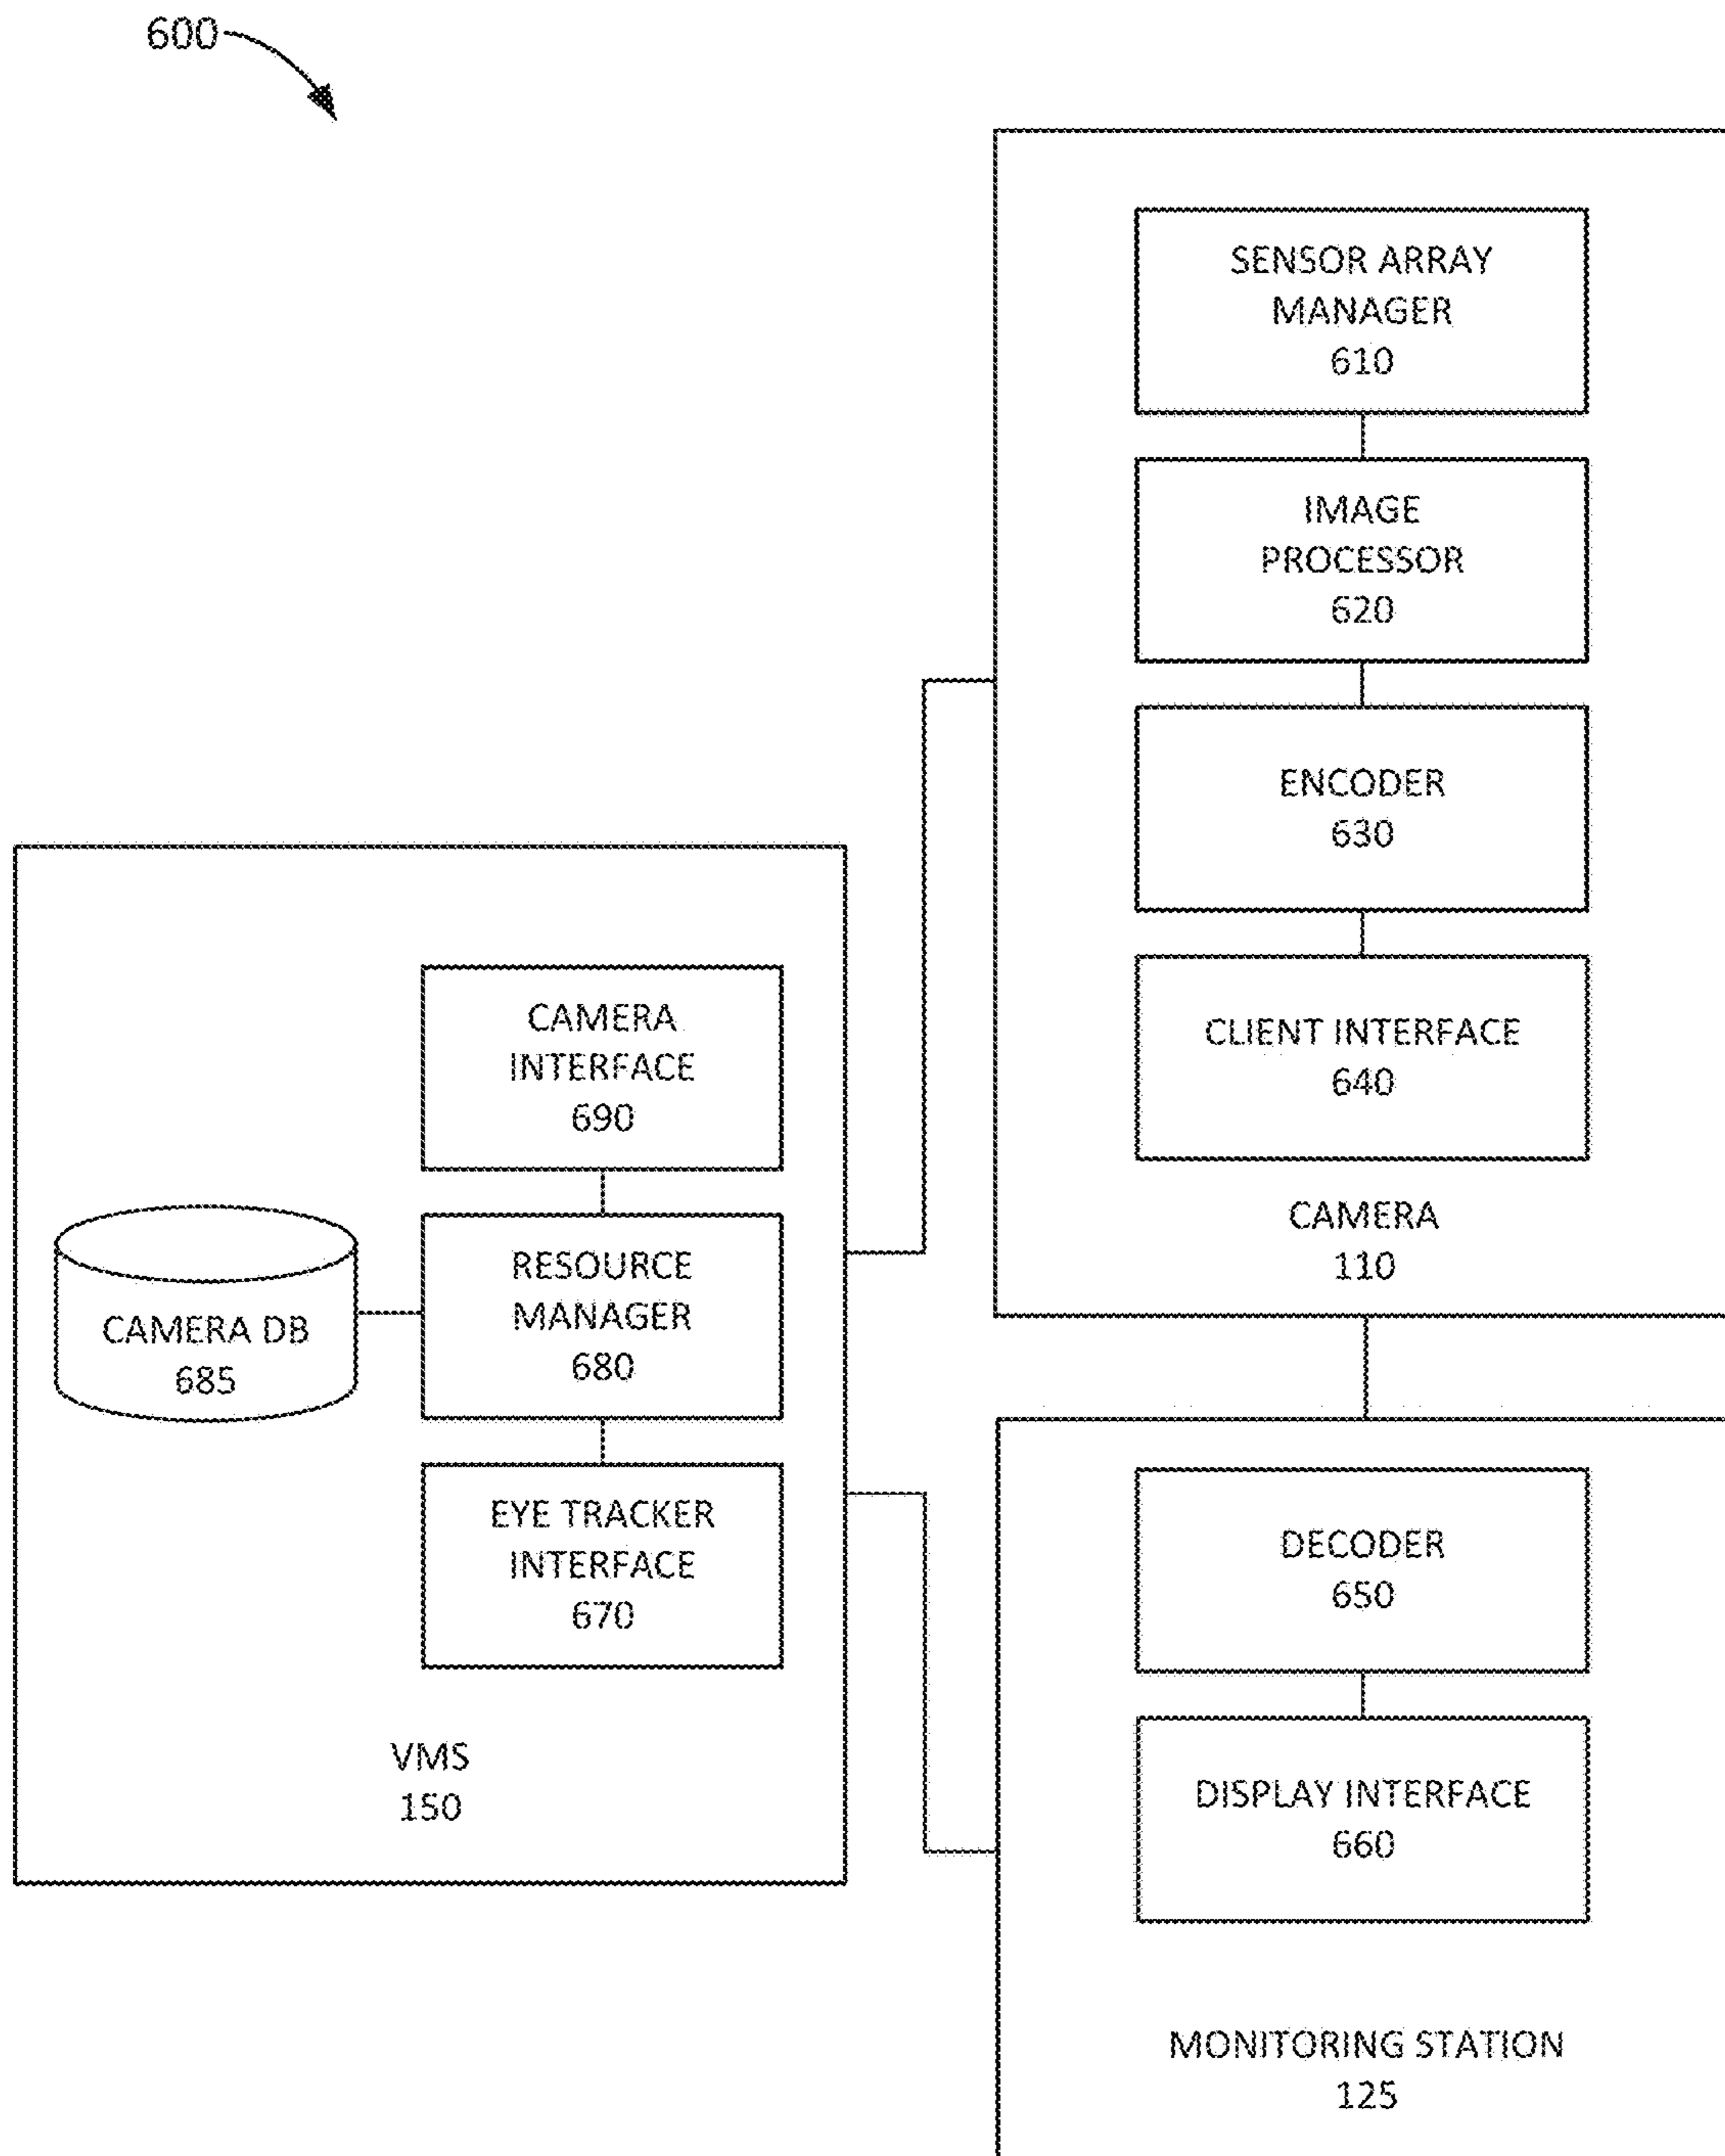 600
SENSOR ARRAY
MANAGER
610
IMAGE
PROCESSOR
620
ENCODER
630
CLIENT INTERFACE
640
CAMERA
110
CAMERA
INTERFACE
690
RESOURCE
MANAGER
680
CAMERA DB
685
EYE TRACKER
INTERFACE
670
VMS
150
DECODER
650
DISPLAY INTERFACE
660
MONITORING STATION
125